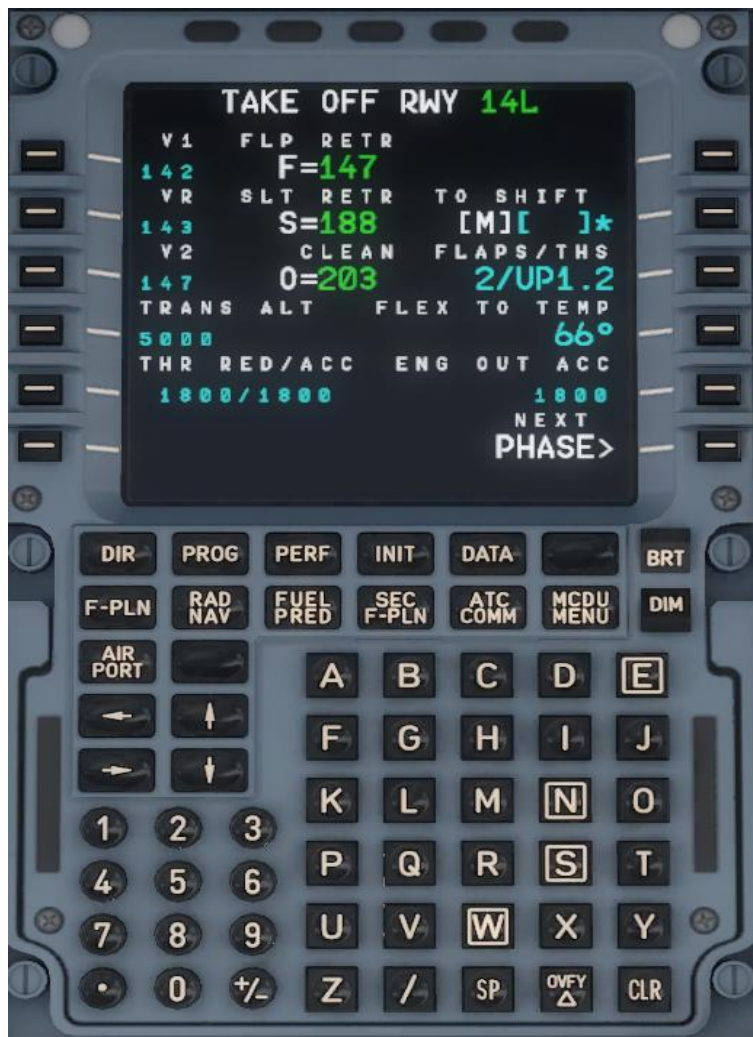 TAKE OFF RWY 14L
V1 FLP RETR
142 F=147
VR SLT RETR TO SHIFT
143 S=188 [M][ ]*
V2 CLEAN FLAPS/THS
147 O=203 2/UP1.2
TRANS ALT FLEX TO TEMP
5000 66°
THR RED/ACC ENG OUT ACC
1800/1800 1800
NEXT
PHASE>
DIR PROG PERF INIT DATA BRT
F-PLN RAD NAV FUEL PRED SEC F-PLN ATC COMM MCDU MENU DIM
AIR PORT
A B C D E
← ↑
F G H I J
→ ↓
K L M N O
1 2 3
P Q R S T
4 5 6
U V W X Y
7 8 9
Z / SP OVFY Δ CLR
. 0 +/-